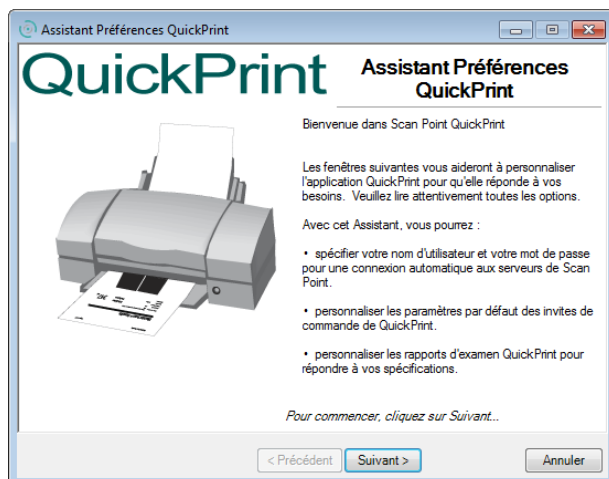 Assistant Préférences QuickPrint
QuickPrint
Assistant Préférences
QuickPrint
Bienvenue dans Scan Point QuickPrint
Les fenêtres suivantes vous aideront à personnaliser
l'application QuickPrint pour qu'elle réponde à vos
besoins. Veuillez lire attentivement toutes les options.
Avec cet Assistant, vous pourrez :
• spécifier votre nom d'utilisateur et votre mot de passe
pour une connexion automatique aux serveurs de Scan
Point.
• personnaliser les paramètres par défaut des invites de
commande de QuickPrint.
• personnaliser les rapports d'examen QuickPrint pour
répondre à vos spécifications.
Pour commencer, cliquez sur Suivant...
< Précédent
Suivant >
Annuler